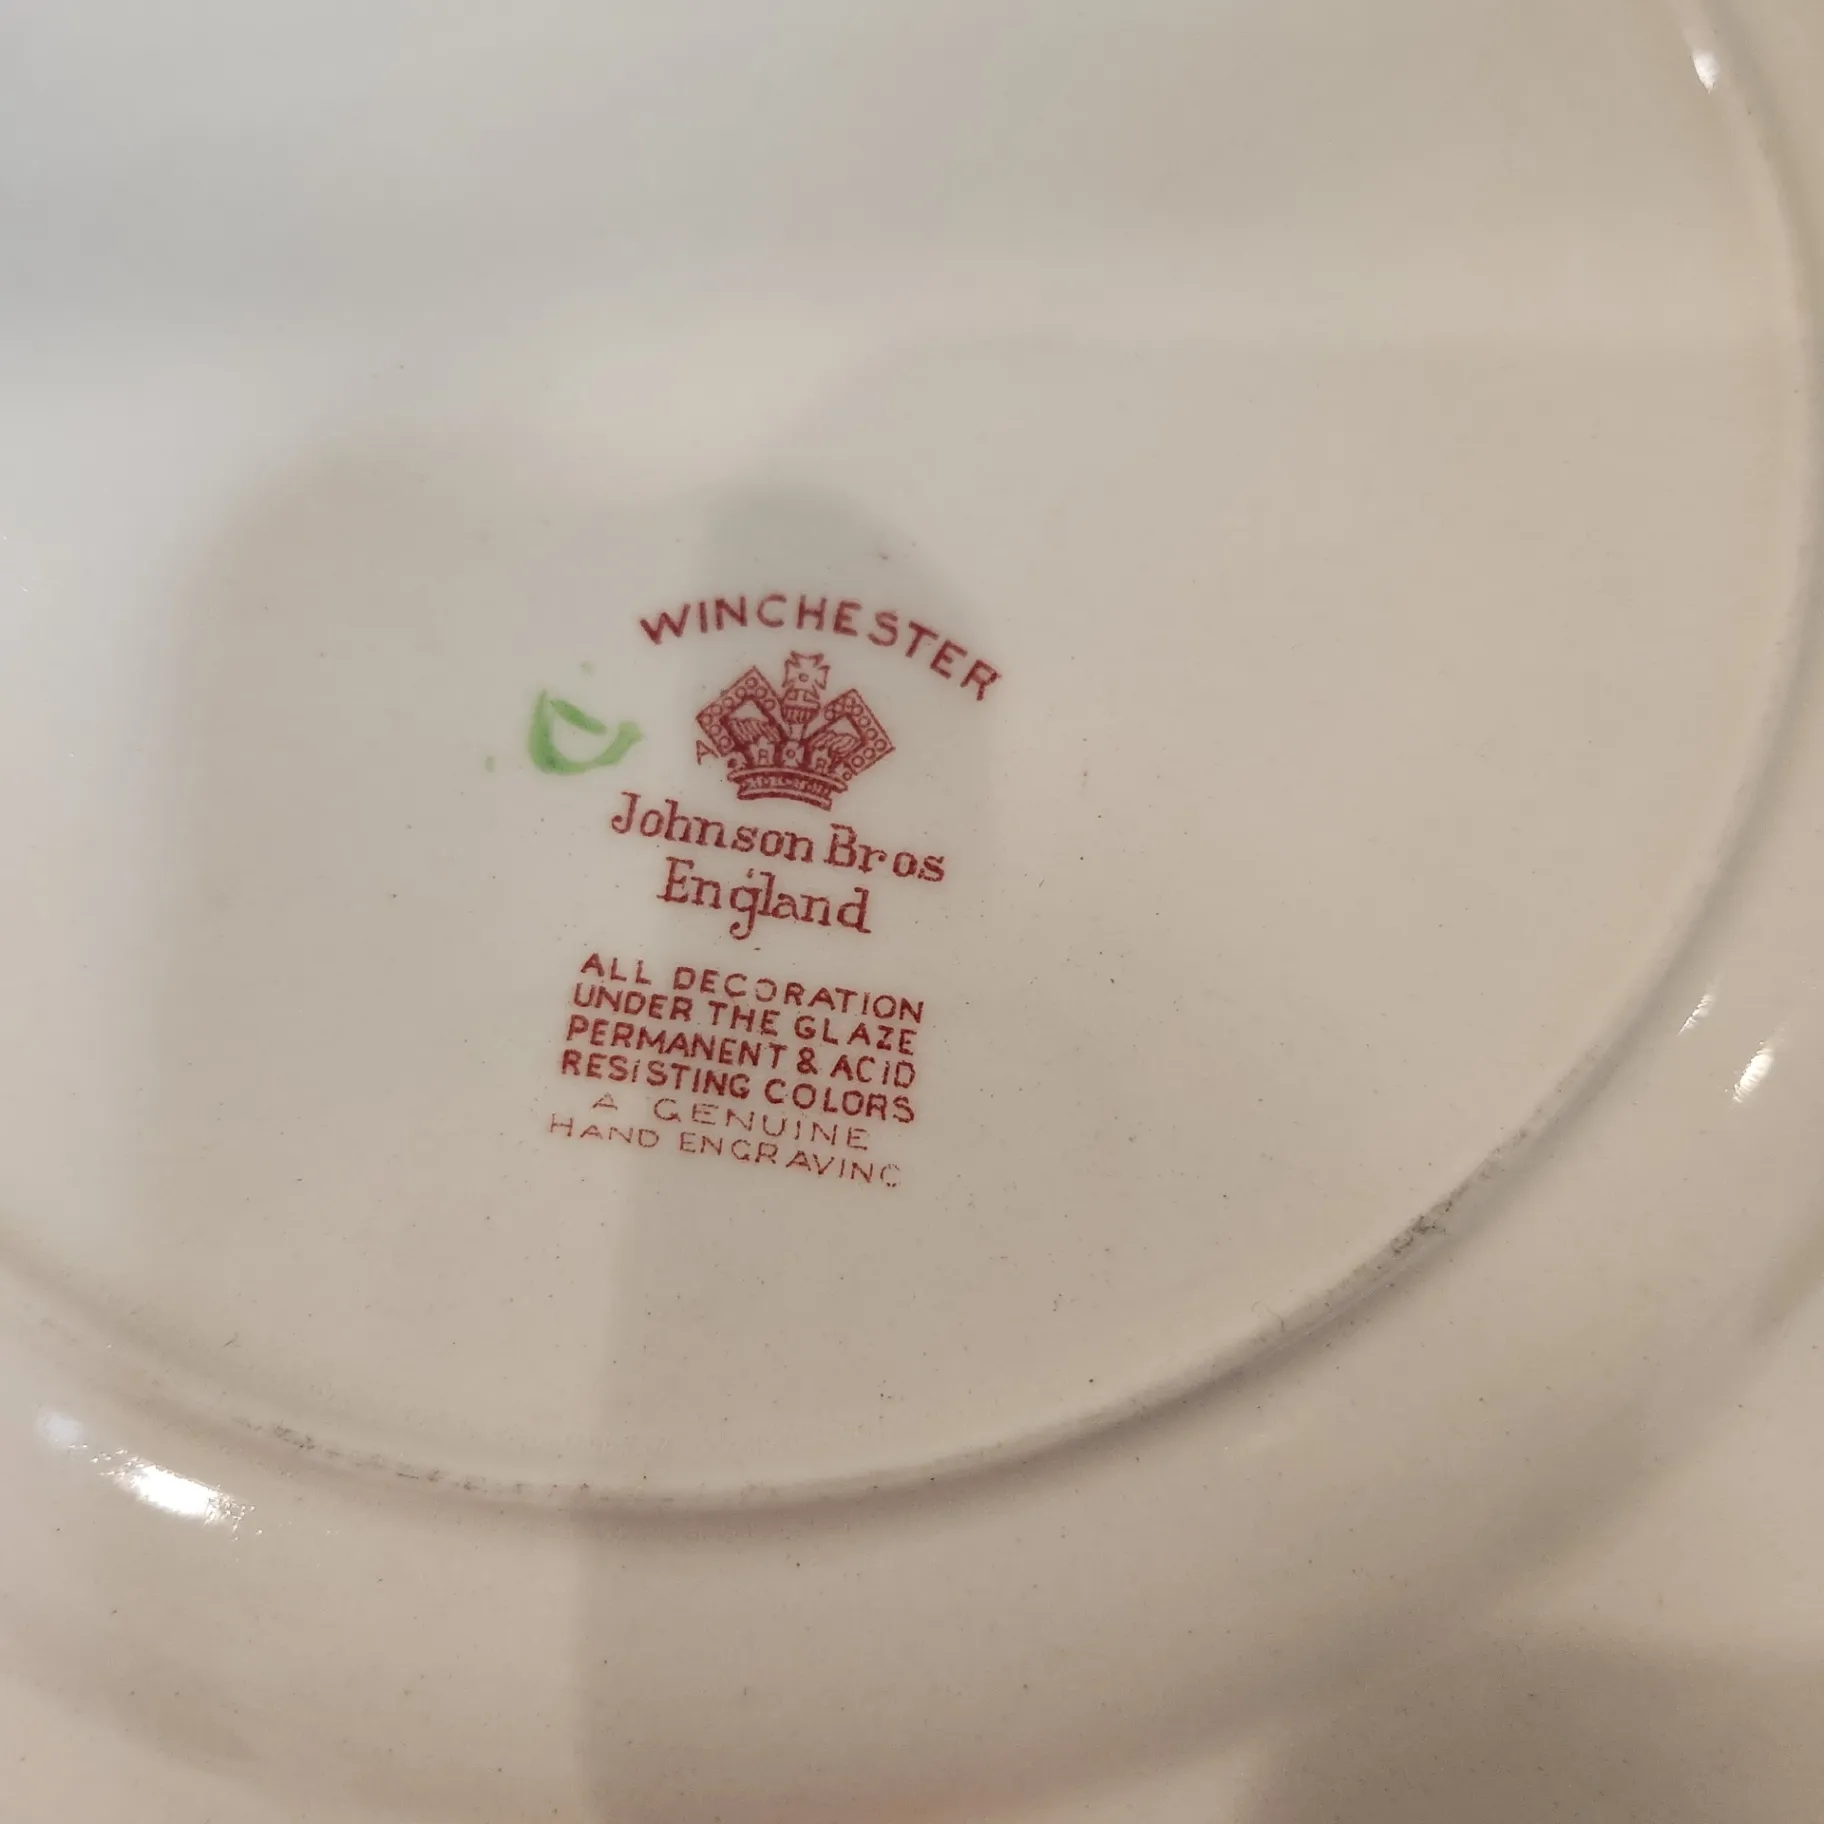 WINCHESTER
A
Johnson Bros
England
ALL DECORATION
UNDER THE GLAZE
PERMANENT & ACID
RESISTING COLORS
A GENUINE
HAND ENGRAVING